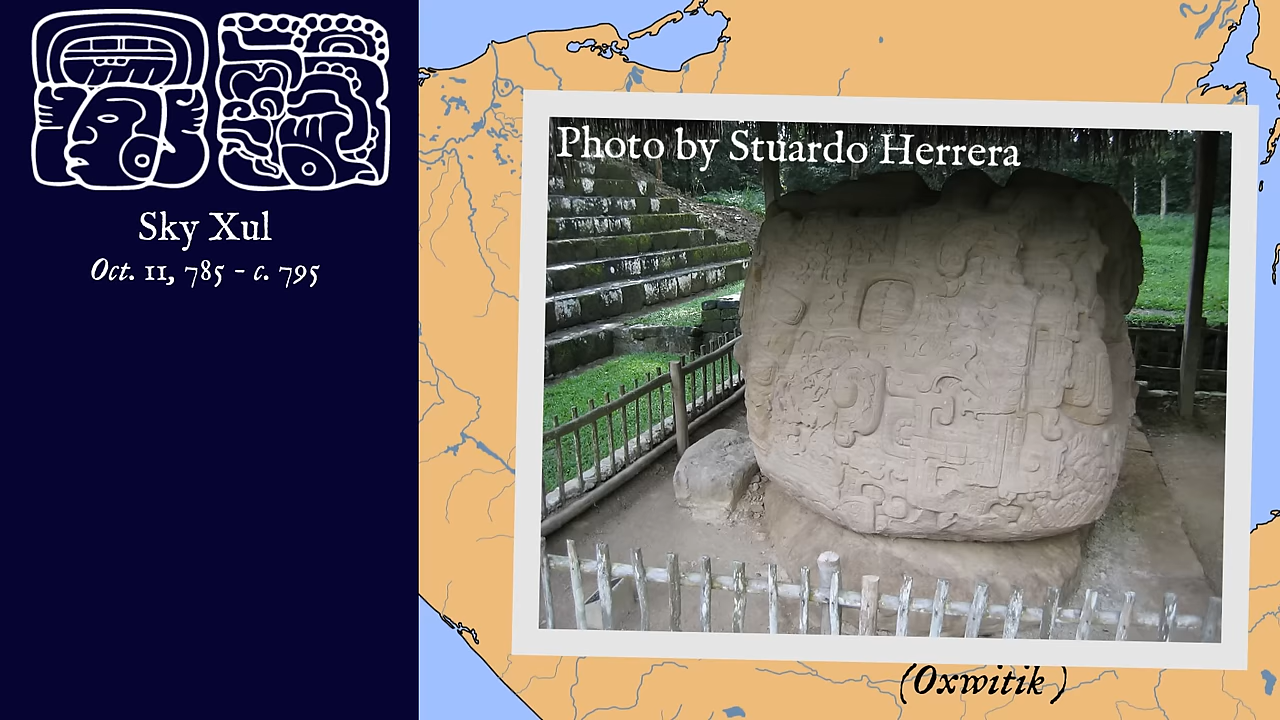 Sky Xul
Oct. 11, 785 - c. 795
Photo by Stuardo Herrera
(Oxwitik )